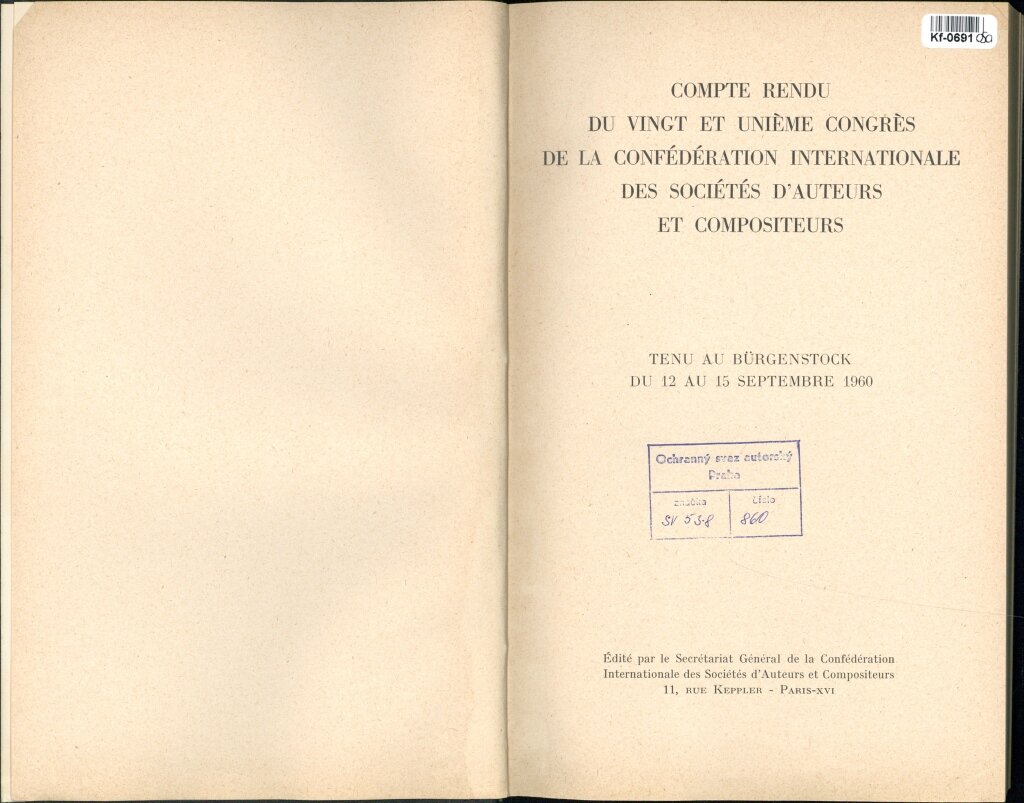 Kf-0691
COMPTE RENDU
DU VINGT ET UNIÈME CONGRÈS
DE LA CONFÉDÉRATION INTERNATIONALE
DES SOCIÉTÉS D'AUTEURS
ET COMPOSITEURS
TENU AU BÜRGENSTOCK
DU 12 AU 15 SEPTEMBRE 1960
Ochranný svaz autorský
Praha
značka číslo
SV 538 860
Édité par le Secrétariat Général de la Confédération
Internationale des Sociétés d'Auteurs et Compositeurs
11, RUE KEPPLER - PARIS-XVI